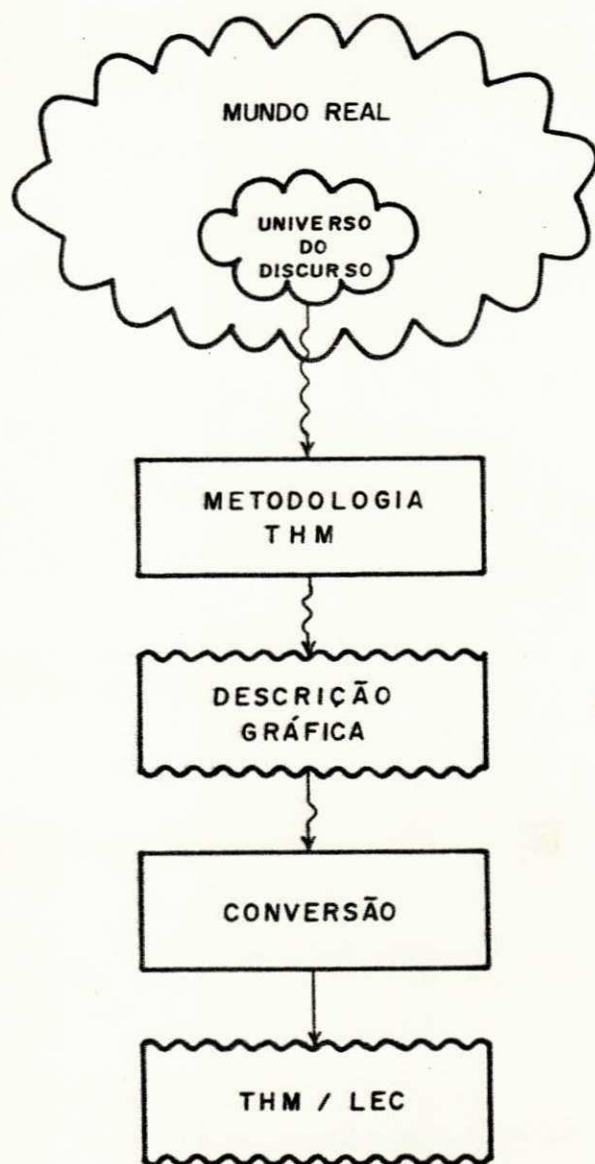 MUNDO REAL
UNIVERSO
DO
DISCURSO
METODOLOGIA
THM
DESCRIÇÃO
GRÁFICA
CONVERSÃO
THM / LEC